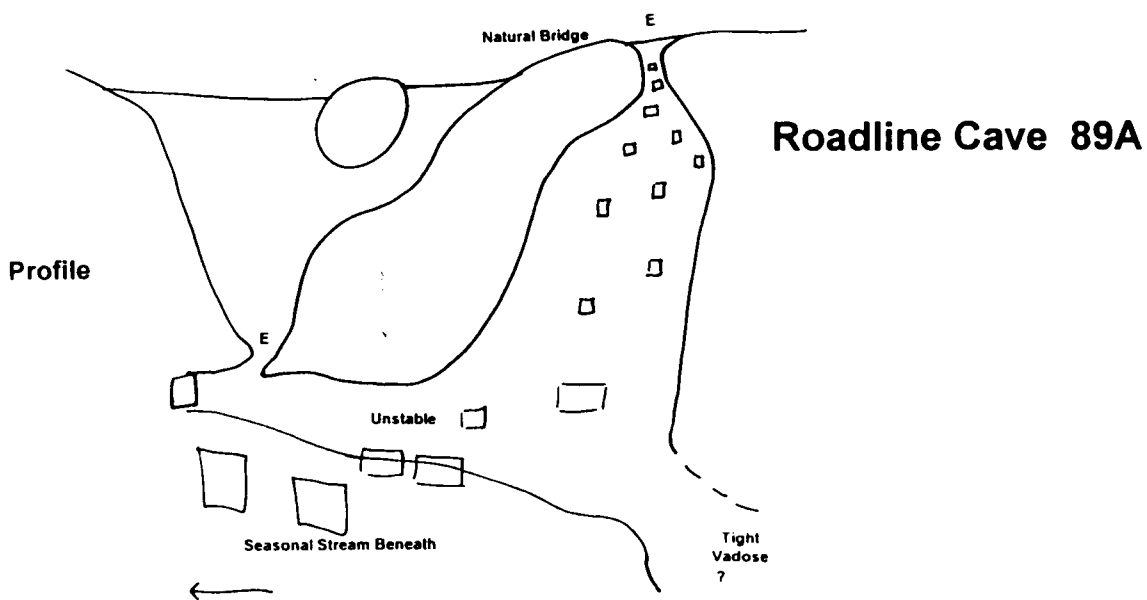 E
Natural Bridge
Roadline Cave 89A
Profile
E
Unstable
Seasonal Stream Beneath
Tight
Vadose
?